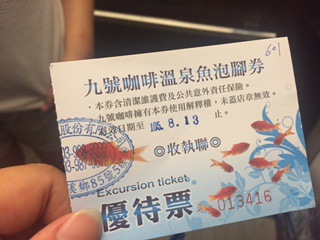 601
九號咖啡溫泉魚泡腳券
・本券含清潔維護費及公共意外責任保險。
九號咖啡擁有本券使用解釋權,未蓋店章無效。
有效日期至 8.13 止。
股份有
◎收執聯◎
Excursion ticket
優待票
013416